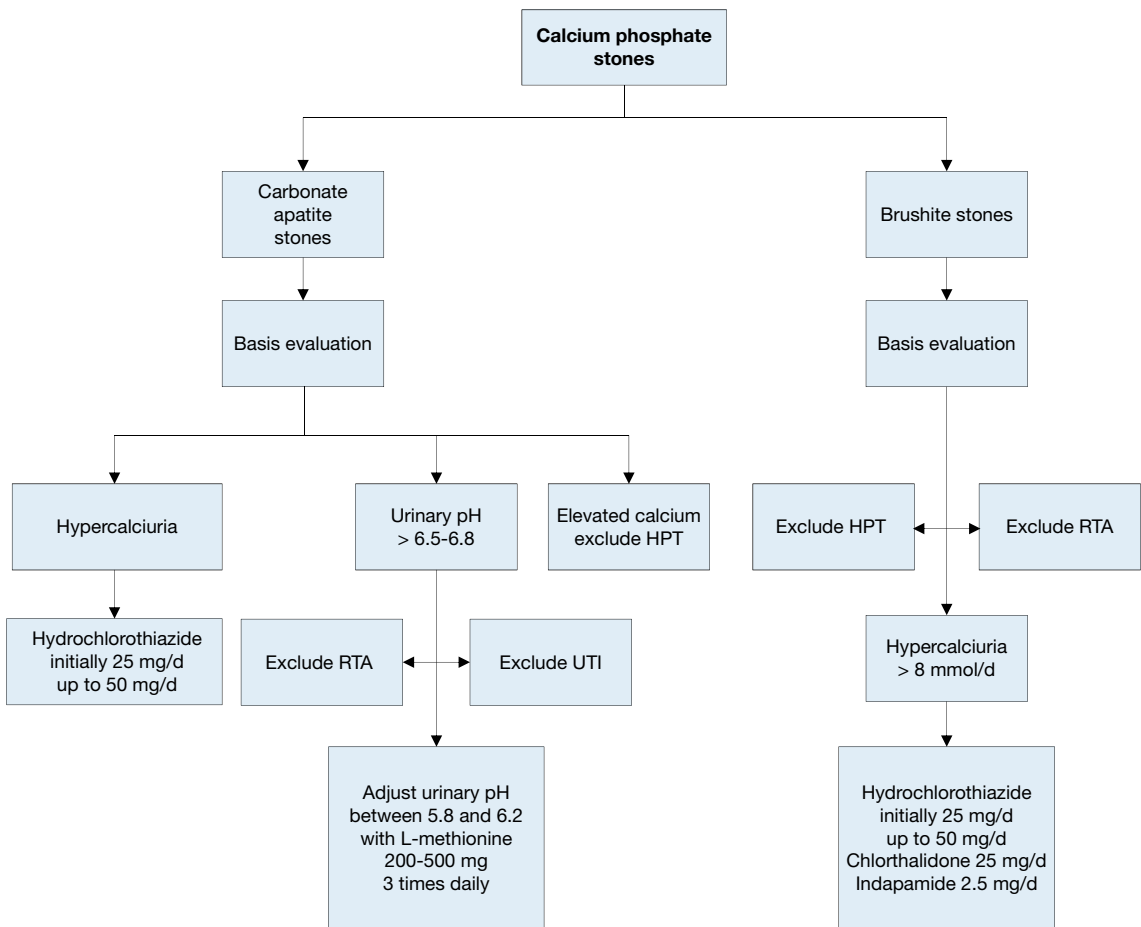 Calcium phosphate
stones
Carbonate
apatite
stones
Brushite stones
Basis evaluation
Basis evaluation
Hypercalciuria
Urinary pH
> 6.5-6.8
Elevated calcium
exclude HPT
Exclude HPT
Exclude RTA
Hydrochlorothiazide
initially 25 mg/d
up to 50 mg/d
Exclude RTA
Exclude UTI
Hypercalciuria
> 8 mmol/d
Adjust urinary pH
between 5.8 and 6.2
with L-methionine
200-500 mg
3 times daily
Hydrochlorothiazide
initially 25 mg/d
up to 50 mg/d
Chlorthalidone 25 mg/d
Indapamide 2.5 mg/d